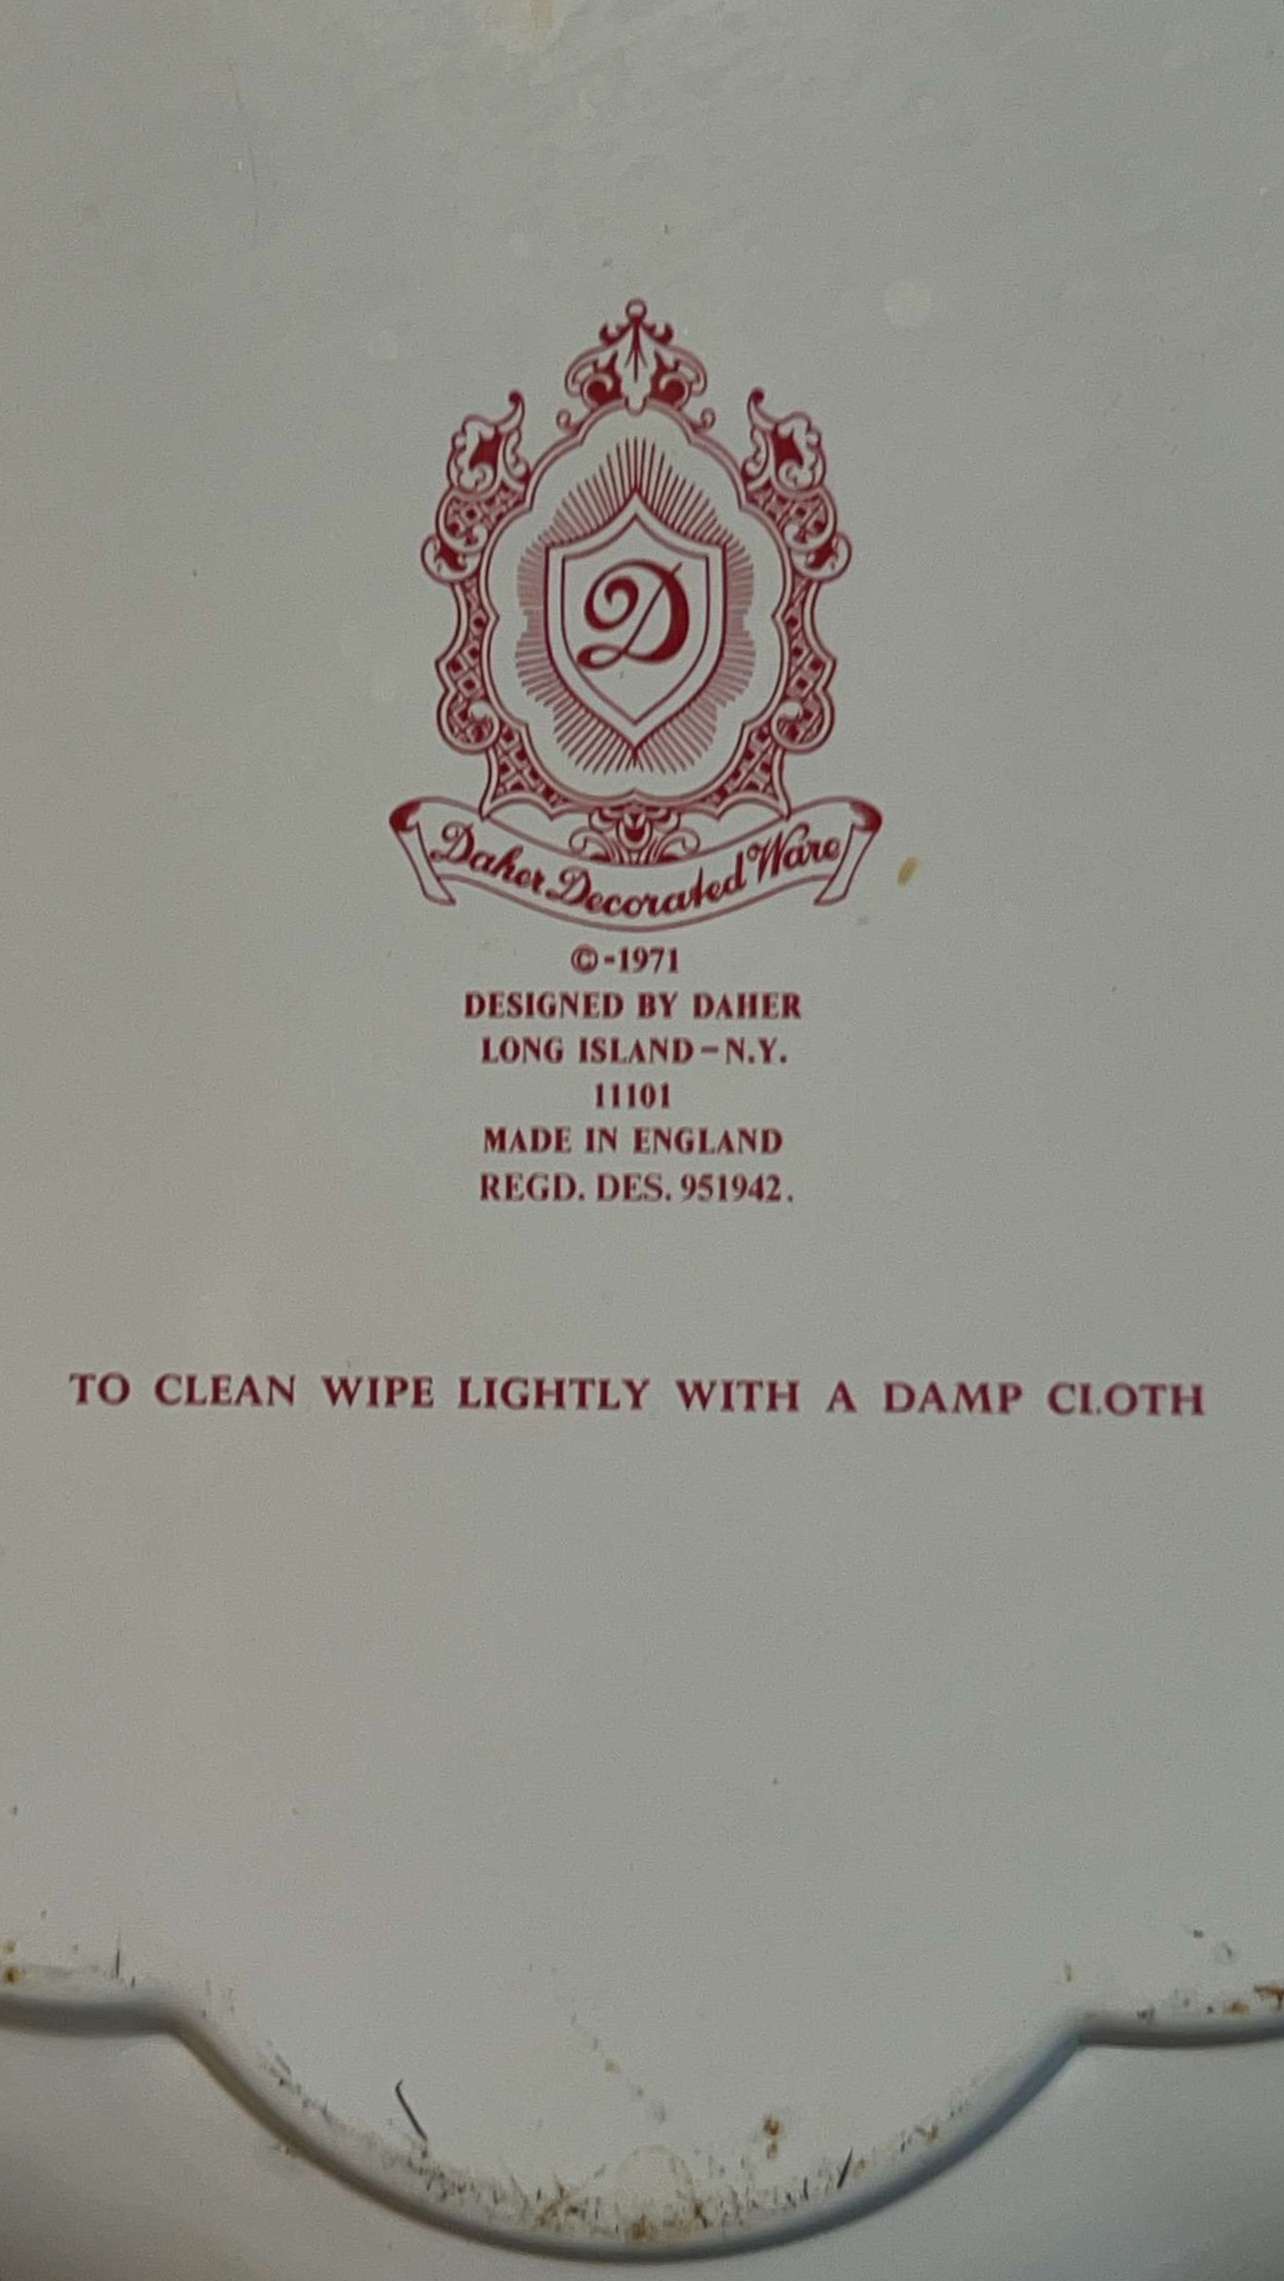 D
Daher Decorated Ware
©-1971
DESIGNED BY DAHER
LONG ISLAND-N.Y.
11101
MADE IN ENGLAND
REGD. DES. 951942.
TO CLEAN WIPE LIGHTLY WITH A DAMP CLOTH